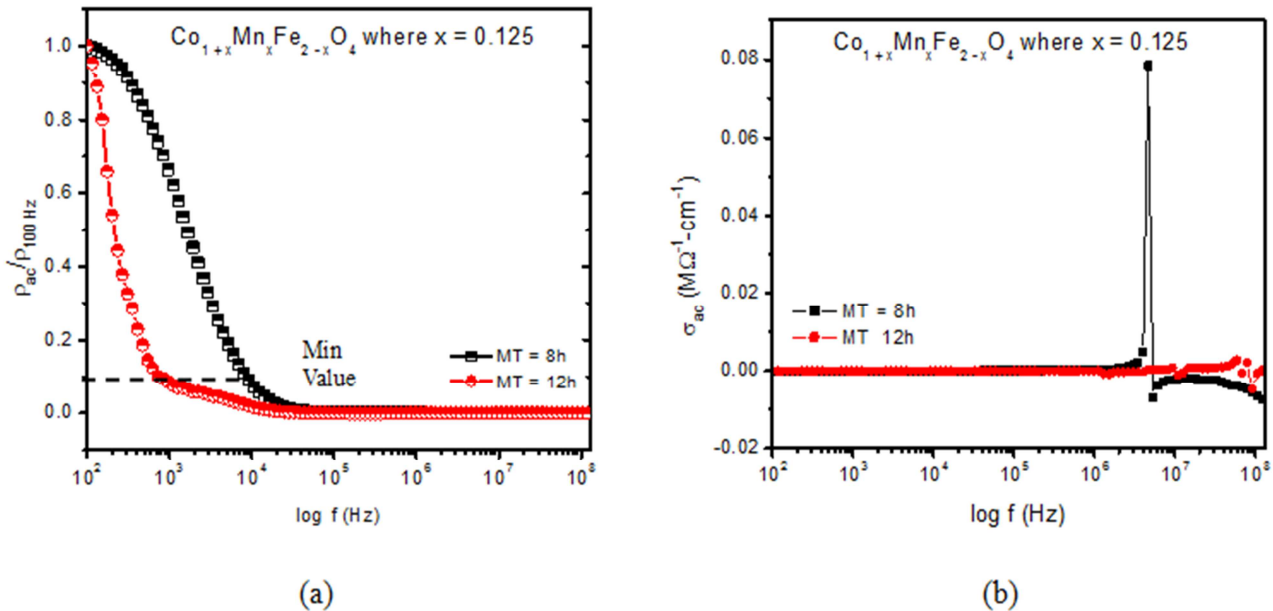 Co1+xMnxFe2-xO4 where x = 0.125
1.0
0.8
0.6
0.4
0.2
0.0
ρac/ρ100 Hz
Min
Value
MT = 8h
MT = 12h
10^2 10^3 10^4 10^5 10^6 10^7 10^8
log f (Hz)
(a)
Co1+xMnxFe2-xO4 where x = 0.125
0.08
0.06
0.04
0.02
0.00
-0.02
σac (MΩ^-1-cm^-1)
MT = 8h
MT 12h
10^2 10^3 10^4 10^5 10^6 10^7 10^8
log f (Hz)
(b)